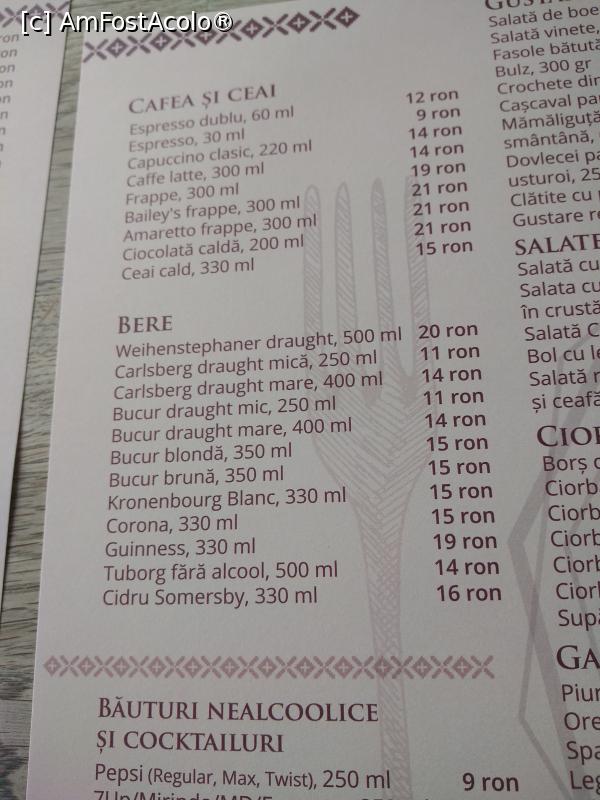 [c] AmFostAcolo®
CAFEA ȘI CEAI
Espresso dublu, 60 ml 12 ron
Espresso, 30 ml 9 ron
Capuccino clasic, 220 ml 14 ron
Caffe latte, 300 ml 14 ron
Frappe, 300 ml 19 ron
Bailey's frappe, 300 ml 21 ron
Amaretto frappe, 300 ml 21 ron
Ciocolată caldă, 200 ml 21 ron
Ceai cald, 330 ml 15 ron
BERE
Weihenstephaner draught, 500 ml 20 ron
Carlsberg draught mică, 250 ml 11 ron
Carlsberg draught mare, 400 ml 14 ron
Bucur draught mic, 250 ml 11 ron
Bucur draught mare, 400 ml 14 ron
Bucur blondă, 350 ml 15 ron
Bucur brună, 350 ml 15 ron
Kronenbourg Blanc, 330 ml 15 ron
Corona, 330 ml 15 ron
Guinness, 330 ml 19 ron
Tuborg fără alcool, 500 ml 14 ron
Cidru Somersby, 330 ml 16 ron
BĂUTURI NEALCOOLICE
ȘI COCKTAILURI
Pepsi (Regular, Max, Twist), 250 ml 9 ron
Salată de boe
Salată vinete,
Fasole bătută
Bulz, 300 gr
Crochete din
Cașcaval pa
Mămăliguță
smântână,
Dovlecei pa
usturoi, 25
Clătite cu
Gustare re
SALATE
Salată cu
Salata cu
în crustă
Salată C
Bol cu le
Salată
și ceafă
CIOR
Borș
Ciorb
Ciorb
Ciorb
Ciorb
Ciorl
Supă
GA
Piur
Ore
Spa
Leg